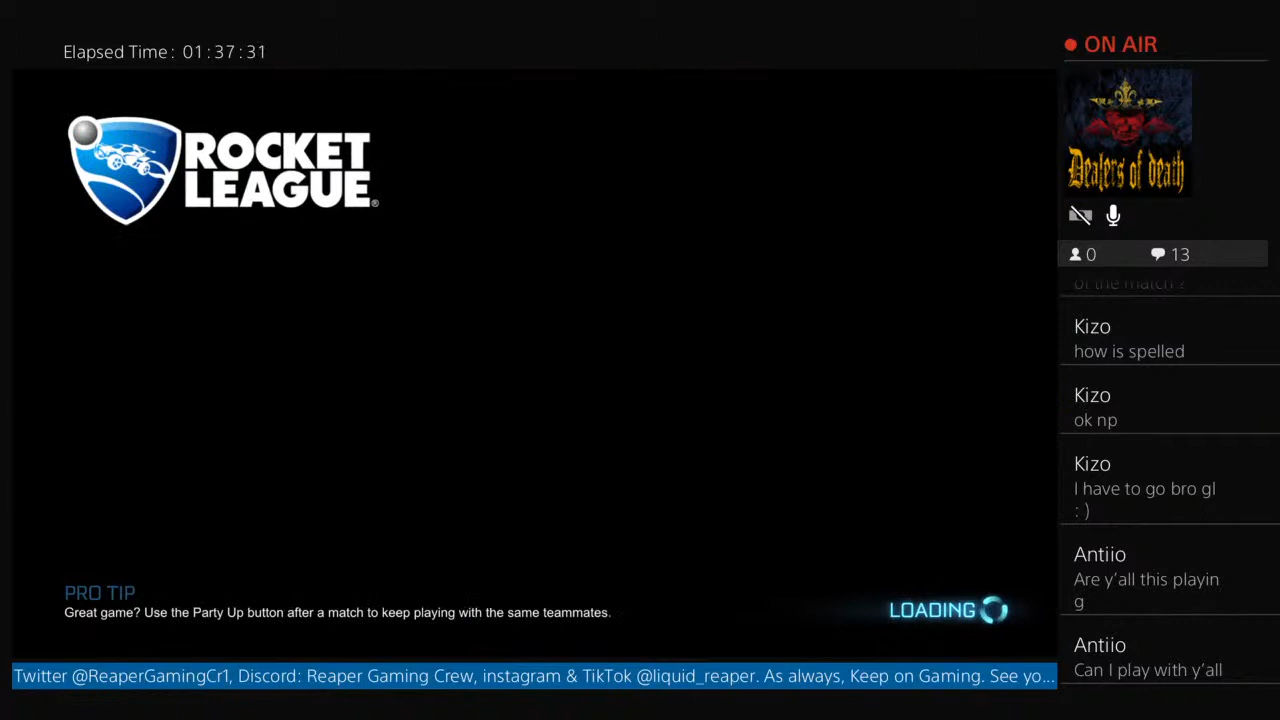 Elapsed Time: 01:37:31
ON AIR
ROCKET
LEAGUE®
Dealers of death
0 13
of the match ?
Kizo
how is spelled
Kizo
ok np
Kizo
I have to go bro gl
: )
Antiio
Are y'all this playin
g
Antiio
Can I play with y'all
PRO TIP
Great game? Use the Party Up button after a match to keep playing with the same teammates.
LOADING
Twitter @ReaperGamingCr1, Discord: Reaper Gaming Crew, instagram & TikTok @liquid_reaper. As always, Keep on Gaming. See yo...